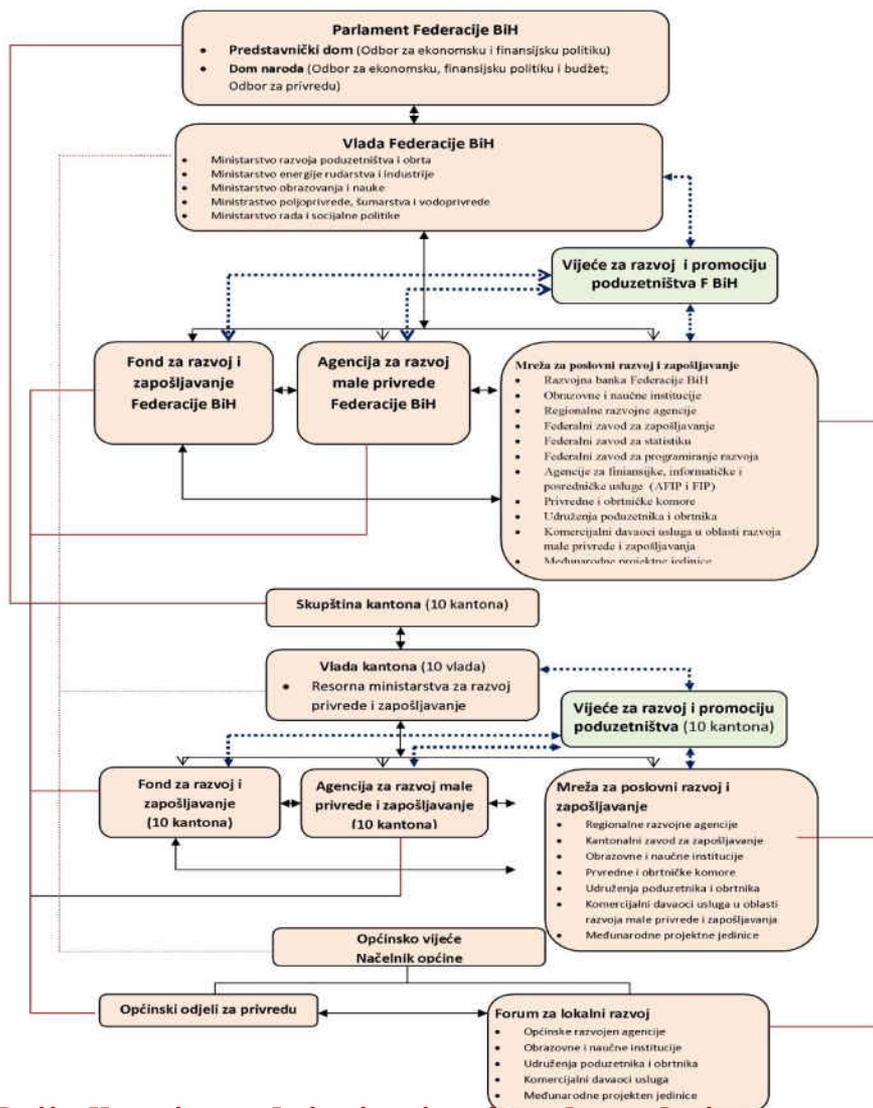 Parlament Federacije BiH
• Predstavnički dom (Odbor za ekonomsku i finansijsku politiku)
• Dom naroda (Odbor za ekonomsku, finansijsku politiku i budžet;
Odbor za privredu)
Vlada Federacije BiH
• Ministarstvo razvoja poduzetništva i obrta
• Ministarstvo energije rudarstva i industrije
• Ministarstvo obrazovanja i nauke
• Ministrastvo poljoprivrede, šumarstva i vodoprivrede
• Ministarstvo rada i socijalne politike
Vijeće za razvoj i promociju
poduzetništva F BiH
Fond za razvoj i
zapošljavanje
Federacije BiH
Agencija za razvoj
male privrede
Federacije BiH
Mreža za poslovni razvoj i zapošljavanje
• Razvojna banka Federacije BiH
• Obrazovne i naučne institucije
• Regionalne razvojne agencije
• Federalni zavod za zapošljavanje
• Federalni zavod za statistiku
• Federalni zavod za programiranje razvoja
• Agencije za finiansijke, informatičke i
posredničke usluge (AFIP i FIP)
• Privredne i obrtničke komore
• Udruženja poduzetnika i obrtnika
• Komercijalni davaoci usluga u oblasti razvoja
male privrede i zapošljavanja
• Međunarodne projektne jedinice
Skupština kantona (10 kantona)
Vlada kantona (10 vlada)
• Resorna ministarstva za razvoj
privrede i zapošljavanje
Vijeće za razvoj i promociju
poduzetništva (10 kantona)
Fond za razvoj i
zapošljavanje
(10 kantona)
Agencija za razvoj male
privrede i zapošljavanje
(10 kantona)
Mreža za poslovni razvoj i
zapošljavanje
• Regionalne razvojne agencije
• Kantonalni zavod za zapošljavanje
• Obrazovne i naučne institucije
• Prvredne i obrtničke komore
• Udruženja poduzetnika i obrtnika
• Komercijalni davaoci usluga u oblasti
razvoja male privrede i zapošljavanja
• Međunarodne projektne jedinice
Općinsko vijeće
Načelnik općine
Općinski odjeli za privredu
Forum za lokalni razvoj
• Općinske razvojen agencije
• Obrazovne i naučne institucije
• Udruženja poduzetnika i obrtnika
• Komercijalni davaoci usluga
• Međunarodne projekten jedinice